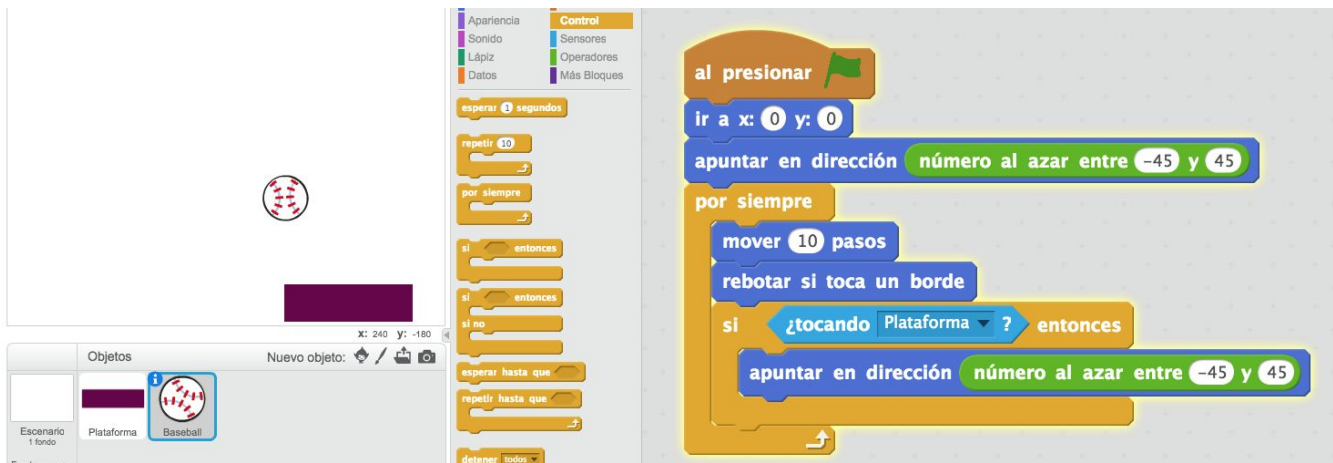 Apariencia Control
Sonido Sensores
Lápiz Operadores
Datos Más Bloques
esperar 1 segundos
repetir 10
por siempre
si entonces
si entonces
si no
esperar hasta que
repetir hasta que
detener todos
x: 240 y: -180
Objetos Nuevo objeto:
Escenario
1 fondo
Plataforma
Baseball
al presionar
ir a x: 0 y: 0
apuntar en dirección número al azar entre -45 y 45
por siempre
mover 10 pasos
rebotar si toca un borde
si ¿tocando Plataforma ? entonces
apuntar en dirección número al azar entre -45 y 45